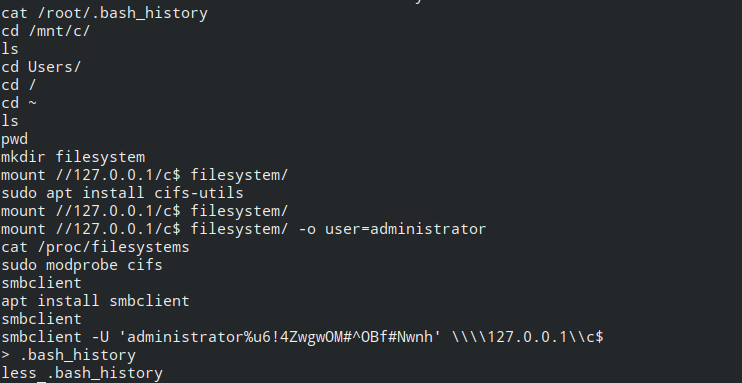 cat /root/.bash_history
cd /mnt/c/
ls
cd Users/
cd /
cd ~
ls
pwd
mkdir filesystem
mount //127.0.0.1/c$ filesystem/
sudo apt install cifs-utils
mount //127.0.0.1/c$ filesystem/
mount //127.0.0.1/c$ filesystem/ -o user=administrator
cat /proc/filesystems
sudo modprobe cifs
smbclient
apt install smbclient
smbclient
smbclient -U 'administrator%u6!4ZwgwOM#^OBf#Nwnh' \\\\127.0.0.1\\c$
> .bash_history
less .bash_history